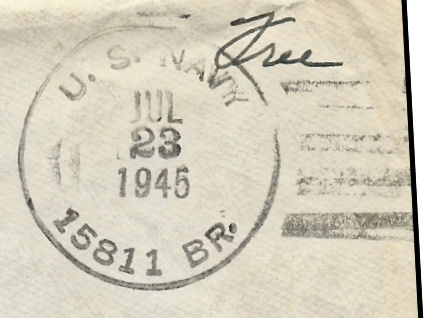 Free
U. S. NAVY
JUL
23
1945
15811 BR.